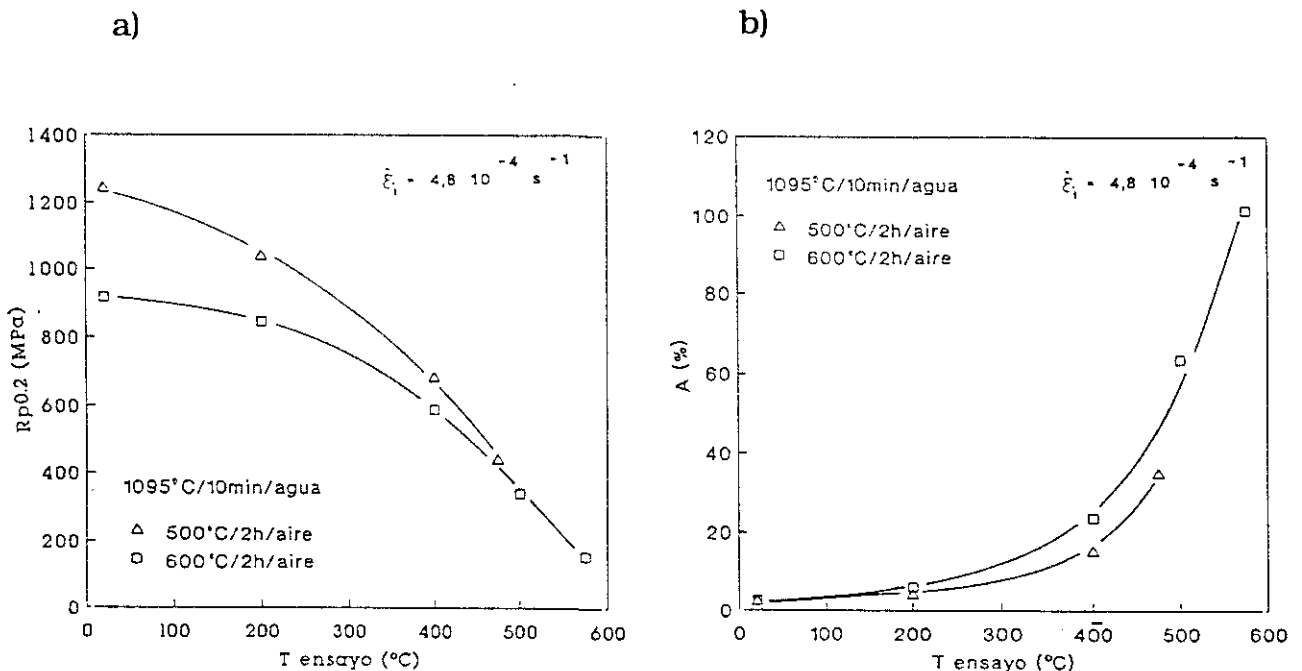 a)
1400
1200
1000
800
600
400
200
0
Rp0.2 (MPa)
ε̇i = 4,8 10^-4 s^-1
1095°C/10min/agua
△ 500°C/2h/aire
□ 600°C/2h/aire
0 100 200 300 400 500 600
T ensayo (°C)
b)
120
100
80
60
40
20
0
A (%)
1095°C/10min/agua
ε̇i = 4,8 10^-4 s^-1
△ 500°C/2h/aire
□ 600°C/2h/aire
0 100 200 300 400 500 600
T ensayo (°C)